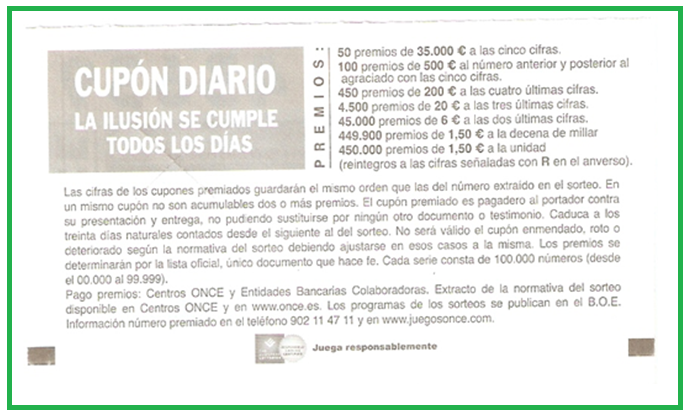 CUPÓN DIARIO
LA ILUSIÓN SE CUMPLE
TODOS LOS DÍAS
PREMIOS:
50 premios de 35.000 € a las cinco cifras.
100 premios de 500 € al número anterior y posterior al
agraciado con las cinco cifras.
450 premios de 200 € a las cuatro últimas cifras.
4.500 premios de 20 € a las tres últimas cifras.
45.000 premios de 6 € a las dos últimas cifras.
449.900 premios de 1,50 € a la decena de millar
450.000 premios de 1,50 € a la unidad
(reintegros a las cifras señaladas con R en el anverso).
Las cifras de los cupones premiados guardarán el mismo orden que las del número extraído en el sorteo. En
un mismo cupón no son acumulables dos o más premios. El cupón premiado es pagadero al portador contra
su presentación y entrega, no pudiendo sustituirse por ningún otro documento o testimonio. Caduca a los
treinta días naturales contados desde el siguiente al del sorteo. No será válido el cupón enmendado, roto o
deteriorado según la normativa del sorteo debiendo ajustarse en esos casos a la misma. Los premios se
determinarán por la lista oficial, único documento que hace fe. Cada serie consta de 100.000 números (desde
el 00.000 al 99.999).
Pago premios: Centros ONCE y Entidades Bancarias Colaboradoras. Extracto de la normativa del sorteo
disponible en Centros ONCE y en www.once.es. Los programas de los sorteos se publican en el B.O.E.
Información número premiado en el teléfono 902 11 47 11 y en www.juegosonce.com.
Juega responsablemente